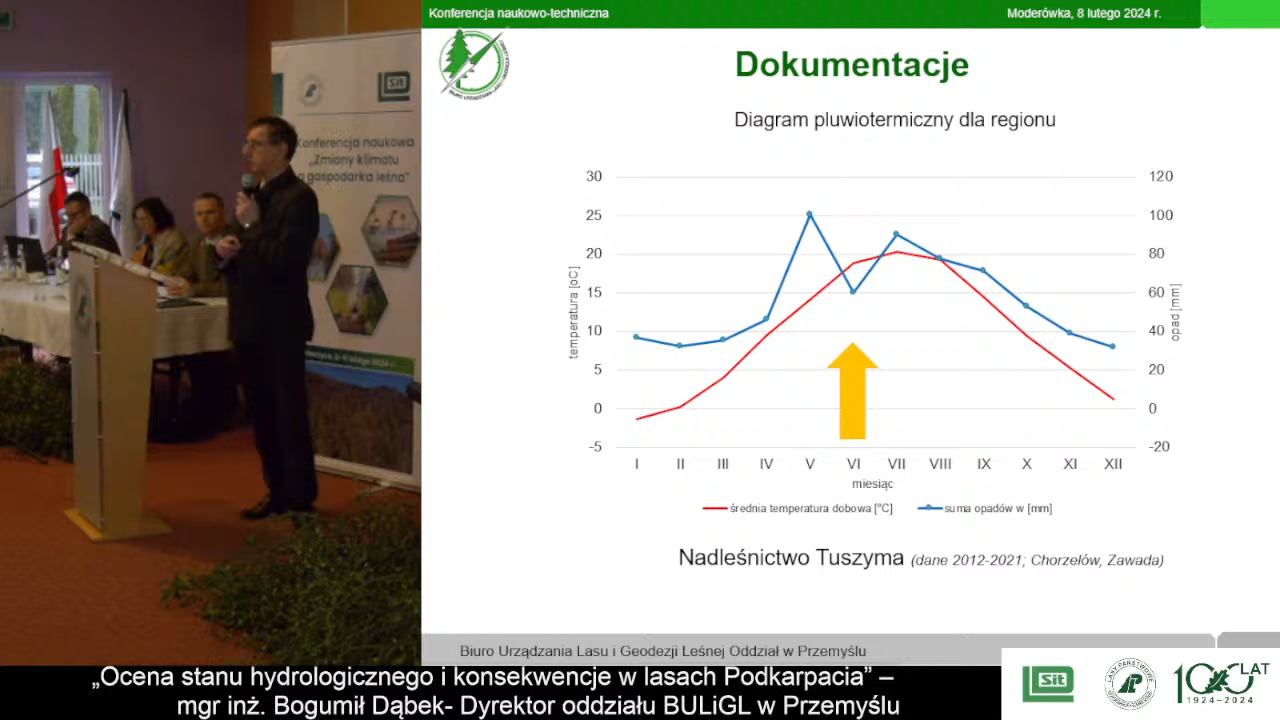 Konferencja naukowo-techniczna
Moderówka, 8 lutego 2024 r.
Dokumentacje
Diagram pluwiotermiczny dla regionu
30
25
20
15
10
5
0
-5
temperatura [oC]
120
100
80
60
40
20
0
-20
opad [mm]
I II III IV V VI VII VIII IX X XI XII
miesiąc
średnia temperatura dobowa [°C]
suma opadów w [mm]
Nadleśnictwo Tuszyma (dane 2012-2021; Chorzelów, Zawada)
Biuro Urządzania Lasu i Geodezji Leśnej Oddział w Przemyślu
Sit
Konferencja naukowa
„Zmiany klimatu
a gospodarka leśna"
„Ocena stanu hydrologicznego i konsekwencje w lasach Podkarpacia” –
mgr inż. Bogumił Dąbek- Dyrektor oddziału BULiGL w Przemyślu
Sit
LASY PAŃSTWOWE
100 LAT
1924–2024